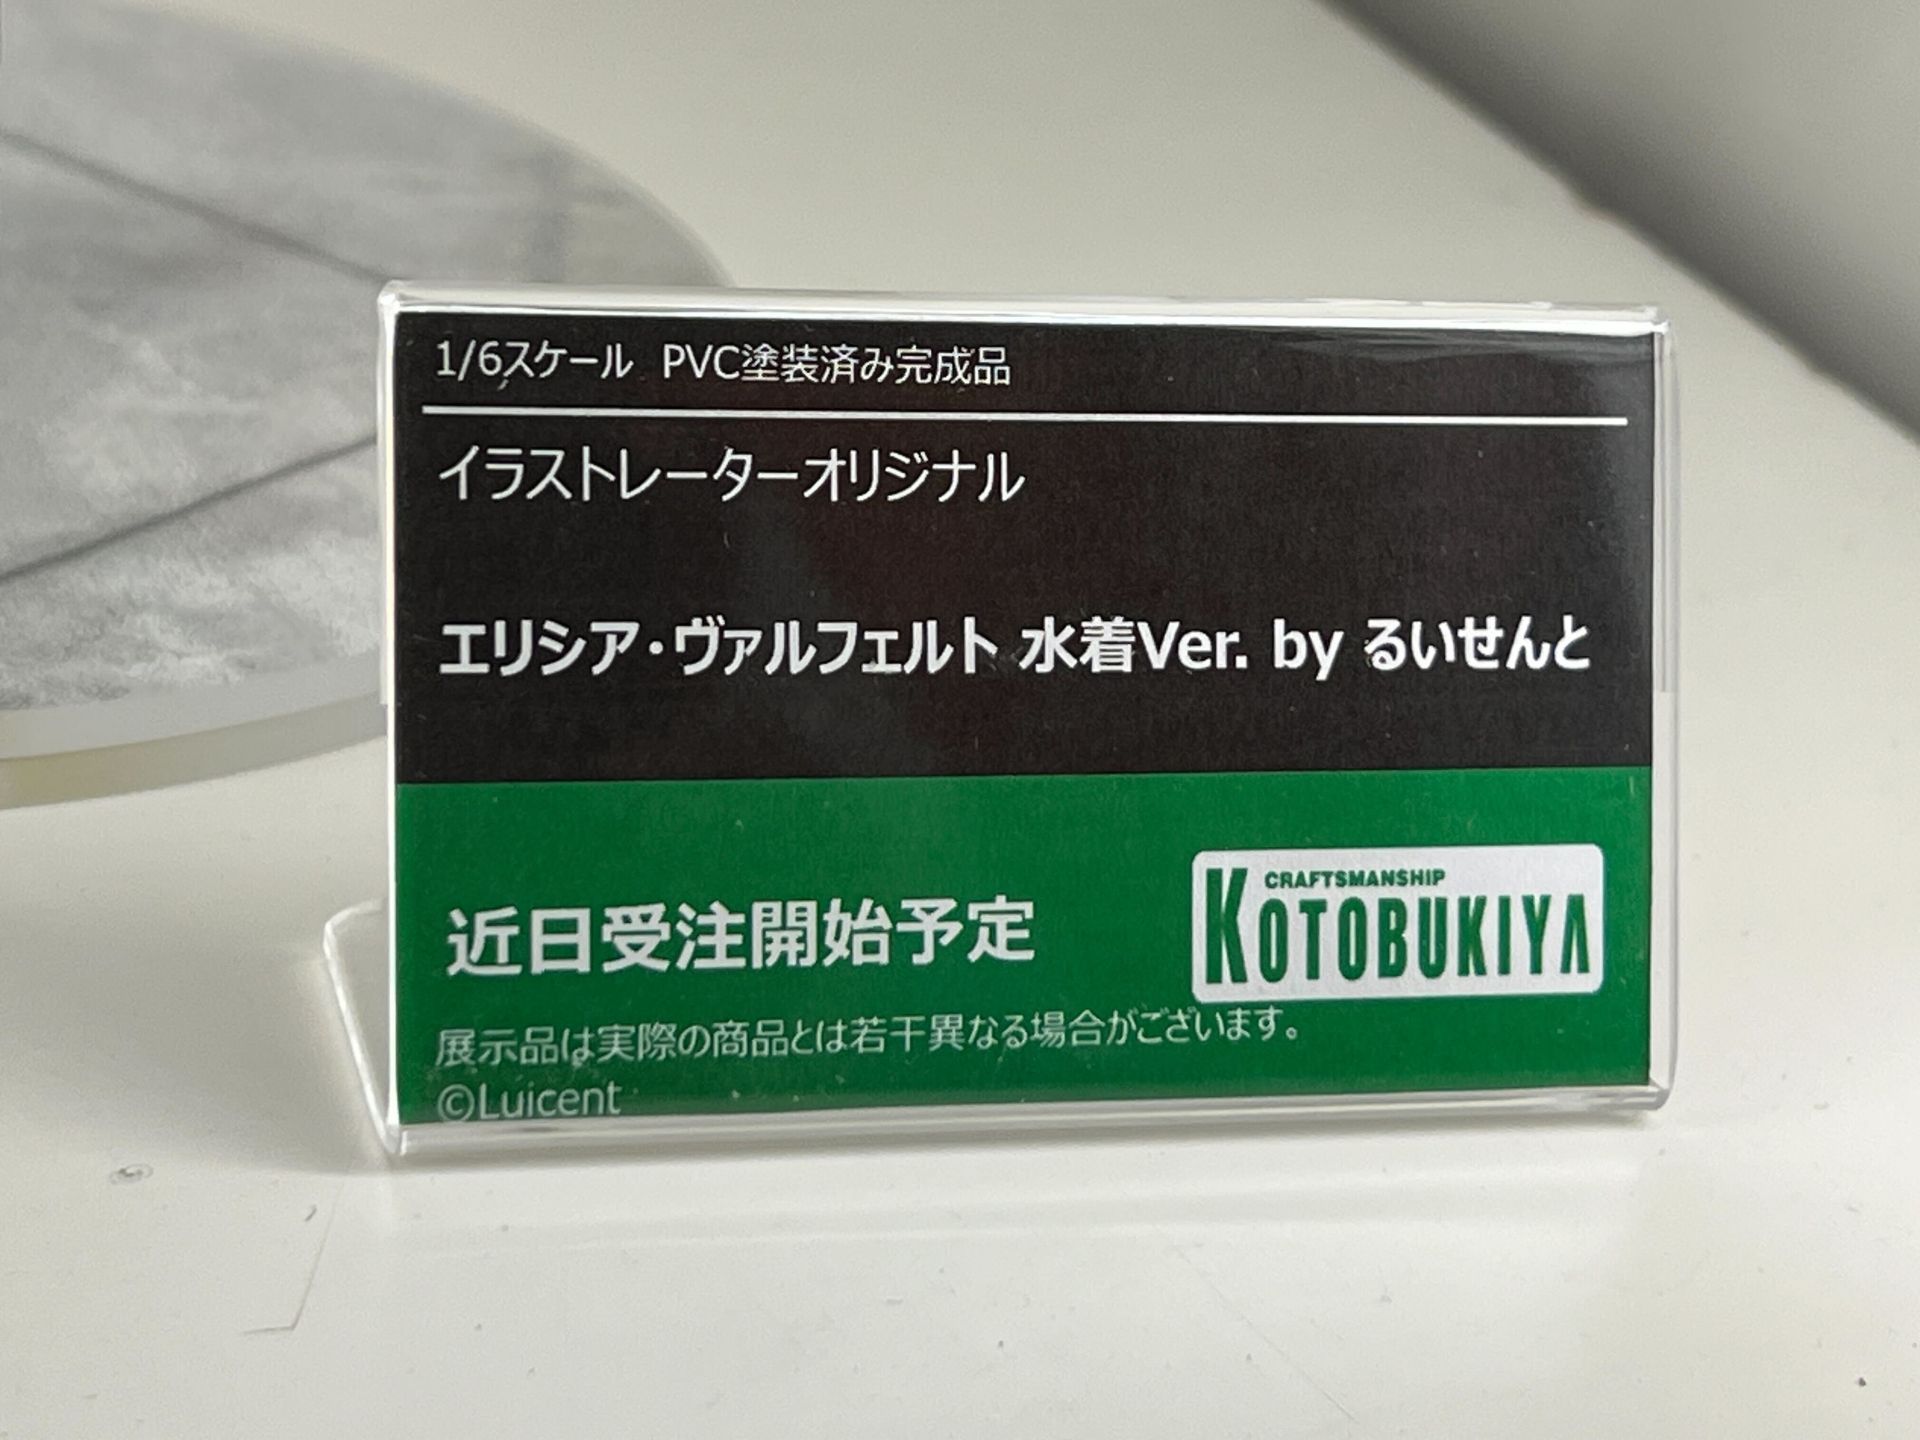 1/6スケール PVC塗装済み完成品
イラストレーターオリジナル
エリシア・ヴァルフェルト 水着Ver. by るいせんと
近日受注開始予定
CRAFTSMANSHIP
KOTOBUKIYA
展示品は実際の商品とは若干異なる場合がございます。
©Luicent